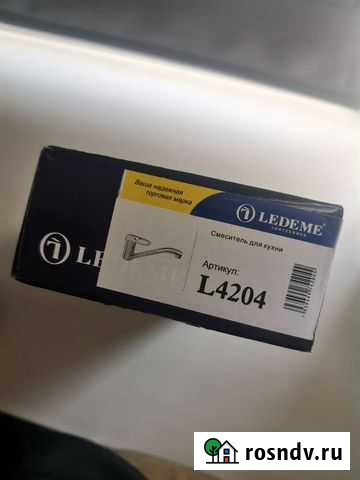 Ваша надежная
торговая марка
LEDEME
Смеситель для кухни
Артикул:
L4204
LE
rosndv.ru